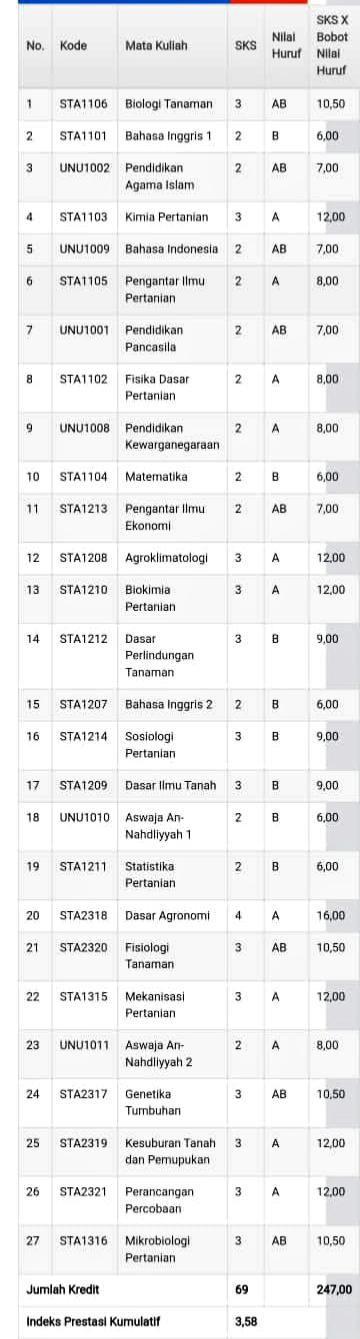 No. Kode Mata Kuliah SKS Nilai Huruf SKS X Bobot Nilai Huruf
1 STA1106 Biologi Tanaman 3 AB 10,50
2 STA1101 Bahasa Inggris 1 2 B 6,00
3 UNU1002 Pendidikan Agama Islam 2 AB 7,00
4 STA1103 Kimia Pertanian 3 A 12,00
5 UNU1009 Bahasa Indonesia 2 AB 7,00
6 STA1105 Pengantar Ilmu Pertanian 2 A 8,00
7 UNU1001 Pendidikan Pancasila 2 AB 7,00
8 STA1102 Fisika Dasar Pertanian 2 A 8,00
9 UNU1008 Pendidikan Kewarganegaraan 2 A 8,00
10 STA1104 Matematika 2 B 6,00
11 STA1213 Pengantar Ilmu Ekonomi 2 AB 7,00
12 STA1208 Agroklimatologi 3 A 12,00
13 STA1210 Biokimia Pertanian 3 A 12,00
14 STA1212 Dasar Perlindungan Tanaman 3 B 9,00
15 STA1207 Bahasa Inggris 2 2 B 6,00
16 STA1214 Sosiologi Pertanian 3 B 9,00
17 STA1209 Dasar Ilmu Tanah 3 B 9,00
18 UNU1010 Aswaja An-Nahdliyyah 1 2 B 6,00
19 STA1211 Statistika Pertanian 2 B 6,00
20 STA2318 Dasar Agronomi 4 A 16,00
21 STA2320 Fisiologi Tanaman 3 AB 10,50
22 STA1315 Mekanisasi Pertanian 3 A 12,00
23 UNU1011 Aswaja An-Nahdliyyah 2 2 A 8,00
24 STA2317 Genetika Tumbuhan 3 AB 10,50
25 STA2319 Kesuburan Tanah dan Pemupukan 3 A 12,00
26 STA2321 Perancangan Percobaan 3 A 12,00
27 STA1316 Mikrobiologi Pertanian 3 AB 10,50
Jumlah Kredit 69 247,00
Indeks Prestasi Kumulatif 3,58